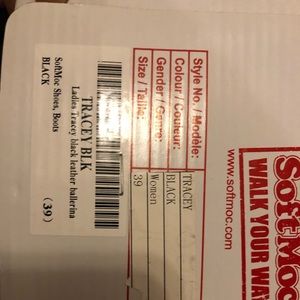 TRACEY BLK
Ladies Tracey black leather ballerina
SoftMoc Shoes, Boots
BLACK
(39)
Style No. / Modèle: TRACEY
Colour / Couleur: BLACK
Gender / Genre: Women
Size / Taille: 39
www.softmoc.com
SoftMoc
WALK YOUR WA